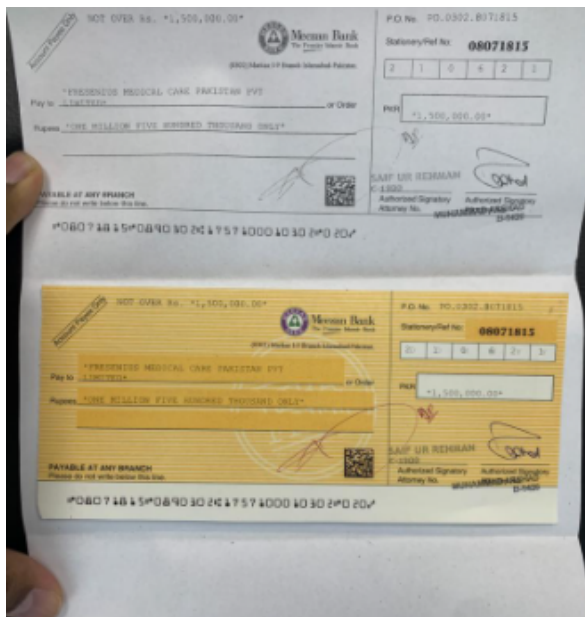 Account Payee Only
NOT OVER Rs. *1,500,000.00*
Meezan Bank
The Premier Islamic Bank
P.O. No. PO.0302.8071815
Stationery/Ref No: 08071815
2 1 0 6 2 1
Pay to *FRESENIUS MEDICAL CARE PAKISTAN PVT
LIMITED* or Order
PKR *1,500,000.00*
Rupees *ONE MILLION FIVE HUNDRED THOUSAND ONLY*
SAIF UR REHMAN
C-1000
Authorized Signatory
Attorney No.
Authorized Signatory
PAYABLE AT ANY BRANCH
Please do not write below this line.
Account Payee Only
NOT OVER Rs. *1,500,000.00*
Meezan Bank
The Premier Islamic Bank
P.O. No. PO.0302.8071815
Stationery/Ref No: 08071815
2 1 0 6 2 1
Pay to *FRESENIUS MEDICAL CARE PAKISTAN PVT
LIMITED* or Order
PKR *1,500,000.00*
Rupees *ONE MILLION FIVE HUNDRED THOUSAND ONLY*
SAIF UR REHMAN
Authorized Signatory
Attorney No.
Authorized Signatory
PAYABLE AT ANY BRANCH
Please do not write below this line.